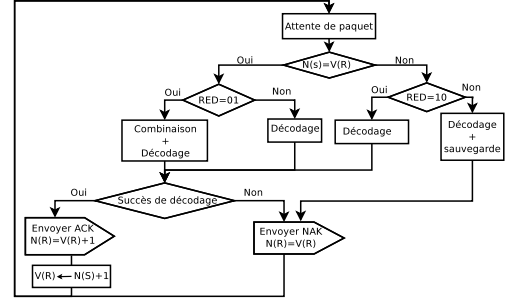 Attente de paquet
N(s)=V(R)
Oui
Non
RED=01
RED=10
Oui
Non
Oui
Non
Combinaison
+
Décodage
Décodage
Décodage
Décodage
+
sauvegarde
Succès de décodage
Oui
Non
Envoyer ACK
N(R)=V(R)+1
Envoyer NAK
N(R)=V(R)
V(R) N(S)+1